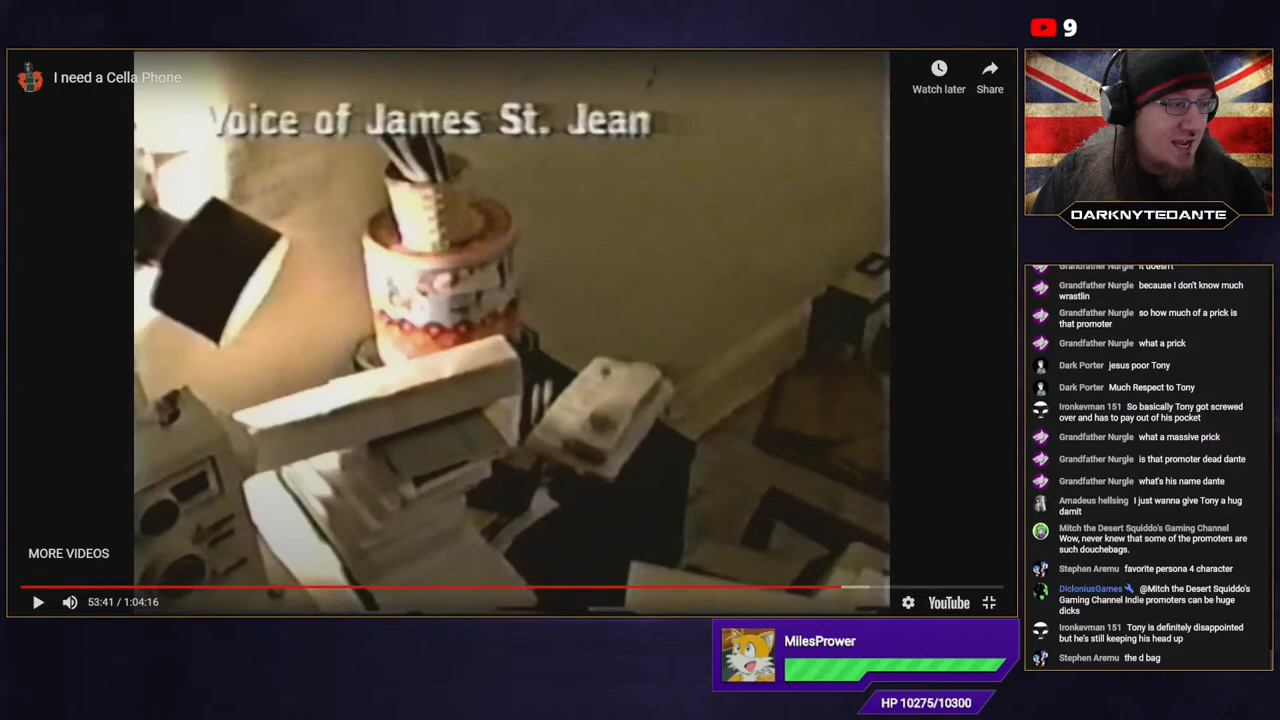 9
I need a Cella Phone
Watch later
Share
Voice of James St. Jean
MORE VIDEOS
53:41 / 1:04:16
YouTube
DARKNYTEDANTE
Grandfather Nurgle it doesn't
Grandfather Nurgle because I don't know much
wrastlin
Grandfather Nurgle so how much of a prick is
that promoter
Grandfather Nurgle what a prick
Dark Porter jesus poor Tony
Dark Porter Much Respect to Tony
Ironkevman 151 So basically Tony got screwed
over and has to pay out of his pocket
Grandfather Nurgle what a massive prick
Grandfather Nurgle is that promoter dead dante
Grandfather Nurgle what's his name dante
Amadeus hellsing I just wanna give Tony a hug
damit
Mitch the Desert Squiddo's Gaming Channel
Wow, never knew that some of the promoters are
such douchebags.
Stephen Aremu favorite persona 4 character
DicloniusGames @Mitch the Desert Squiddo's
Gaming Channel Indie promoters can be huge
dicks
Ironkevman 151 Tony is definitely disappointed
but he's still keeping his head up
Stephen Aremu the d bag
MilesPrower
HP 10275/10300